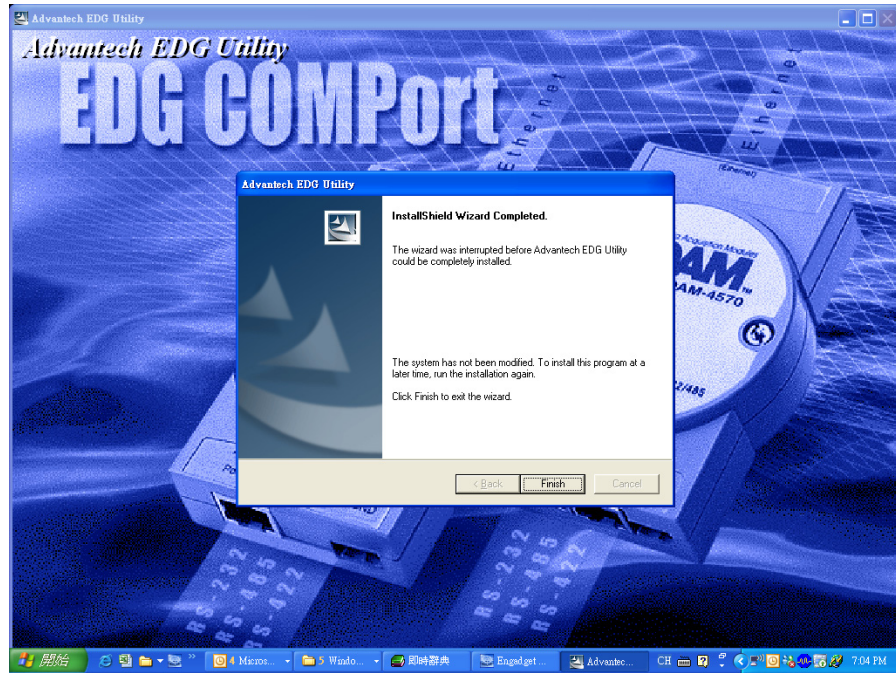 Advantech EDG Utility
Advantech EDG Utility
EDG COMPort
Ethernet
Ethernet
(Ethernet)
Advantech EDG Utility
InstallShield Wizard Completed.
The wizard was interrupted before Advantech EDG Utility
could be completely installed.
The system has not been modified. To install this program at a
later time, run the installation again.
Click Finish to exit the wizard.
Acquisition Modules
ADAM-4570
< Back
Finish
Cancel
RS-232
RS-485
RS-422
RS-232
RS-485
RS-422
開始
4 Micros...
5 Windo...
即時辭典
Engadget ...
Advantec...
CH
7:04 PM